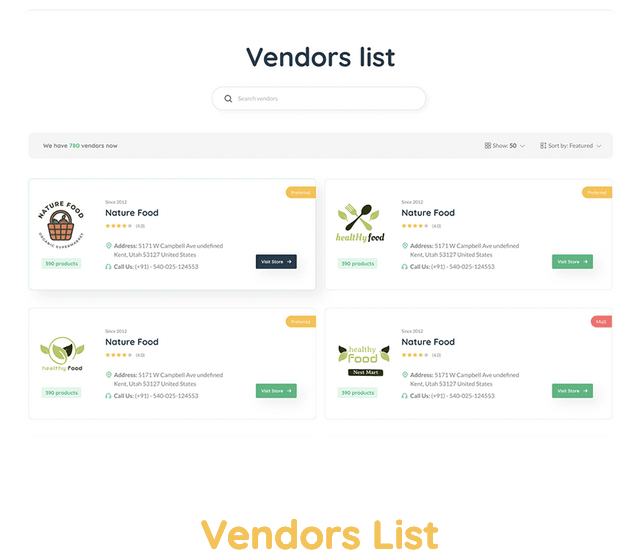 Vendors list
Search vendors
We have 780 vendors now
Show: 50
Sort by: Featured
Preferred
NATURE FOOD
ORGANIC SUPERMARKET
390 products
Since 2012
Nature Food
(4.0)
Address: 5171 W Campbell Ave undefined
Kent, Utah 53127 United States
Call Us: (+91) - 540-025-124553
Visit Store
Preferred
healthy food
390 products
Since 2012
Nature Food
(4.0)
Address: 5171 W Campbell Ave undefined
Kent, Utah 53127 United States
Call Us: (+91) - 540-025-124553
Visit Store
Preferred
healthy Food
390 products
Since 2012
Nature Food
(4.0)
Address: 5171 W Campbell Ave undefined
Kent, Utah 53127 United States
Call Us: (+91) - 540-025-124553
Visit Store
Mall
healthy
Food
Nest Mart
390 products
Since 2012
Nature Food
(4.0)
Address: 5171 W Campbell Ave undefined
Kent, Utah 53127 United States
Call Us: (+91) - 540-025-124553
Visit Store
Vendors List